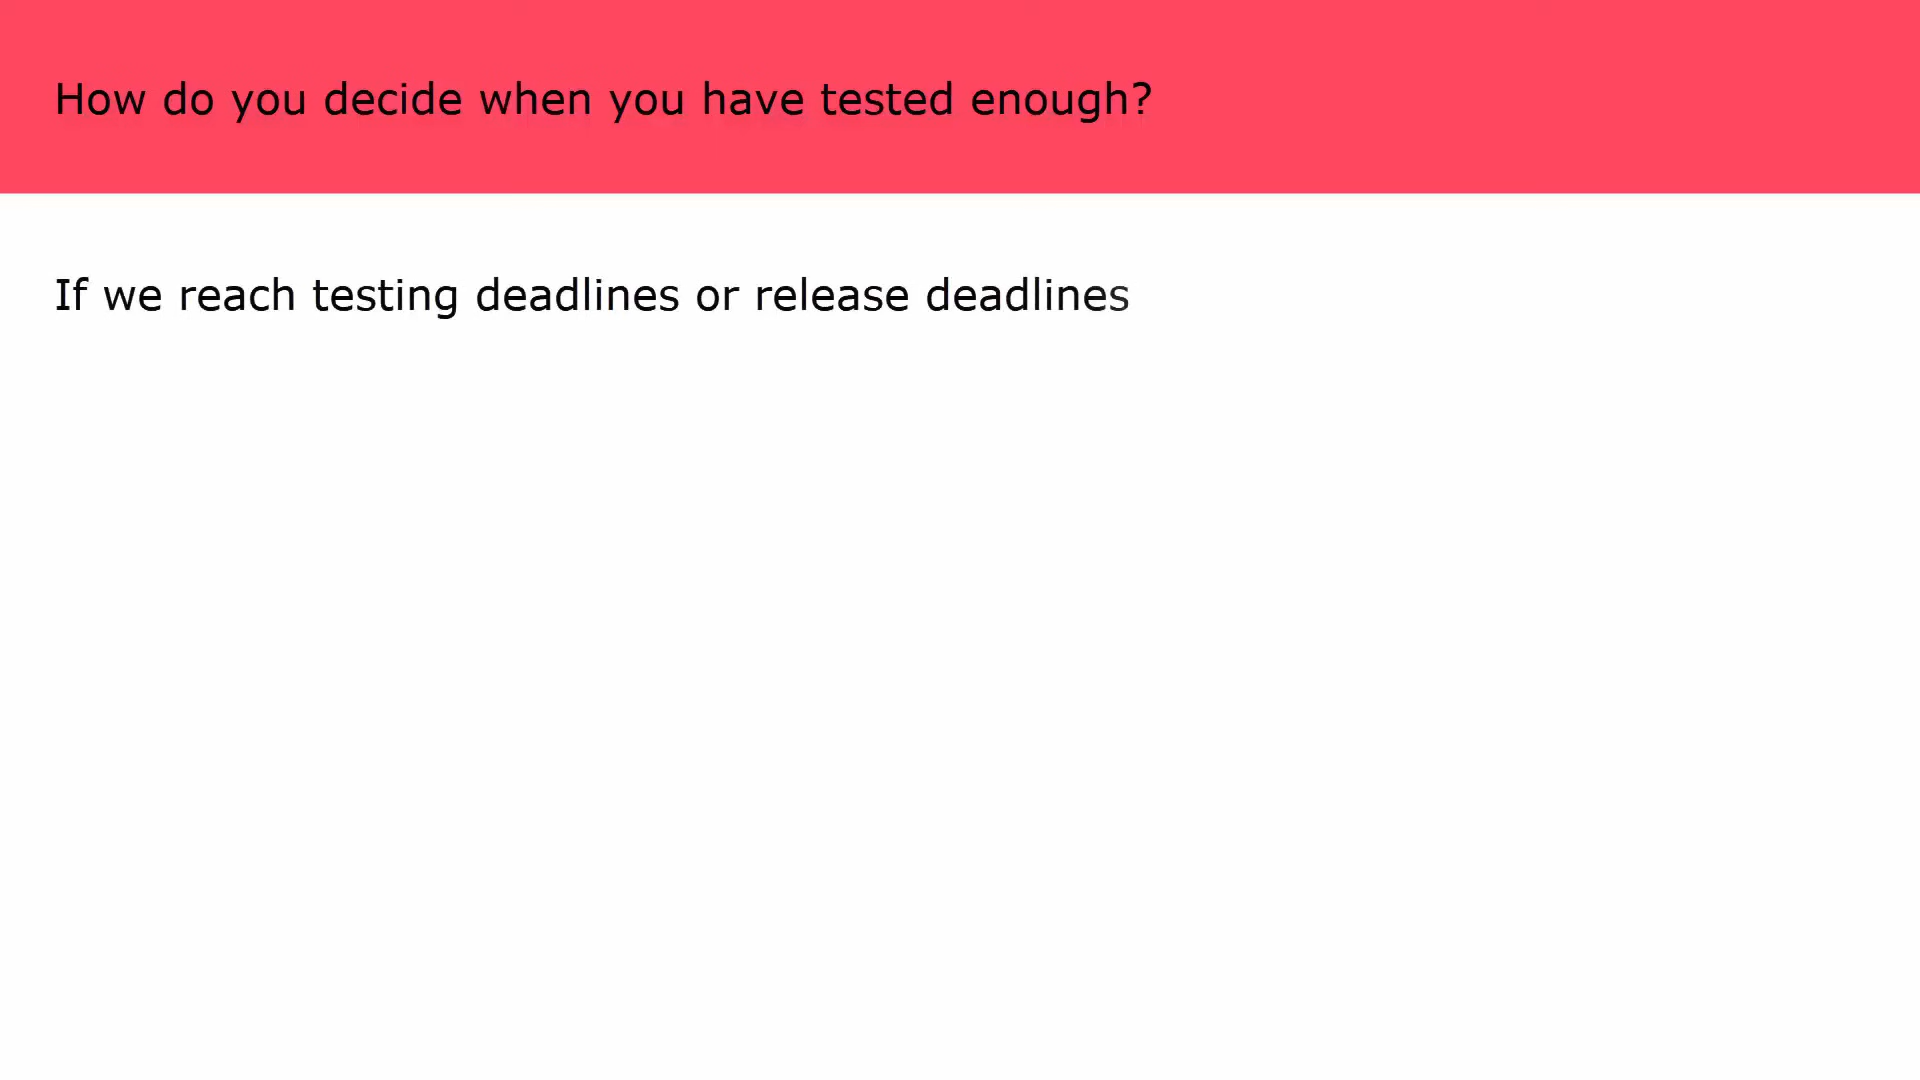 How do you decide when you have tested enough?
If we reach testing deadlines or release deadlines